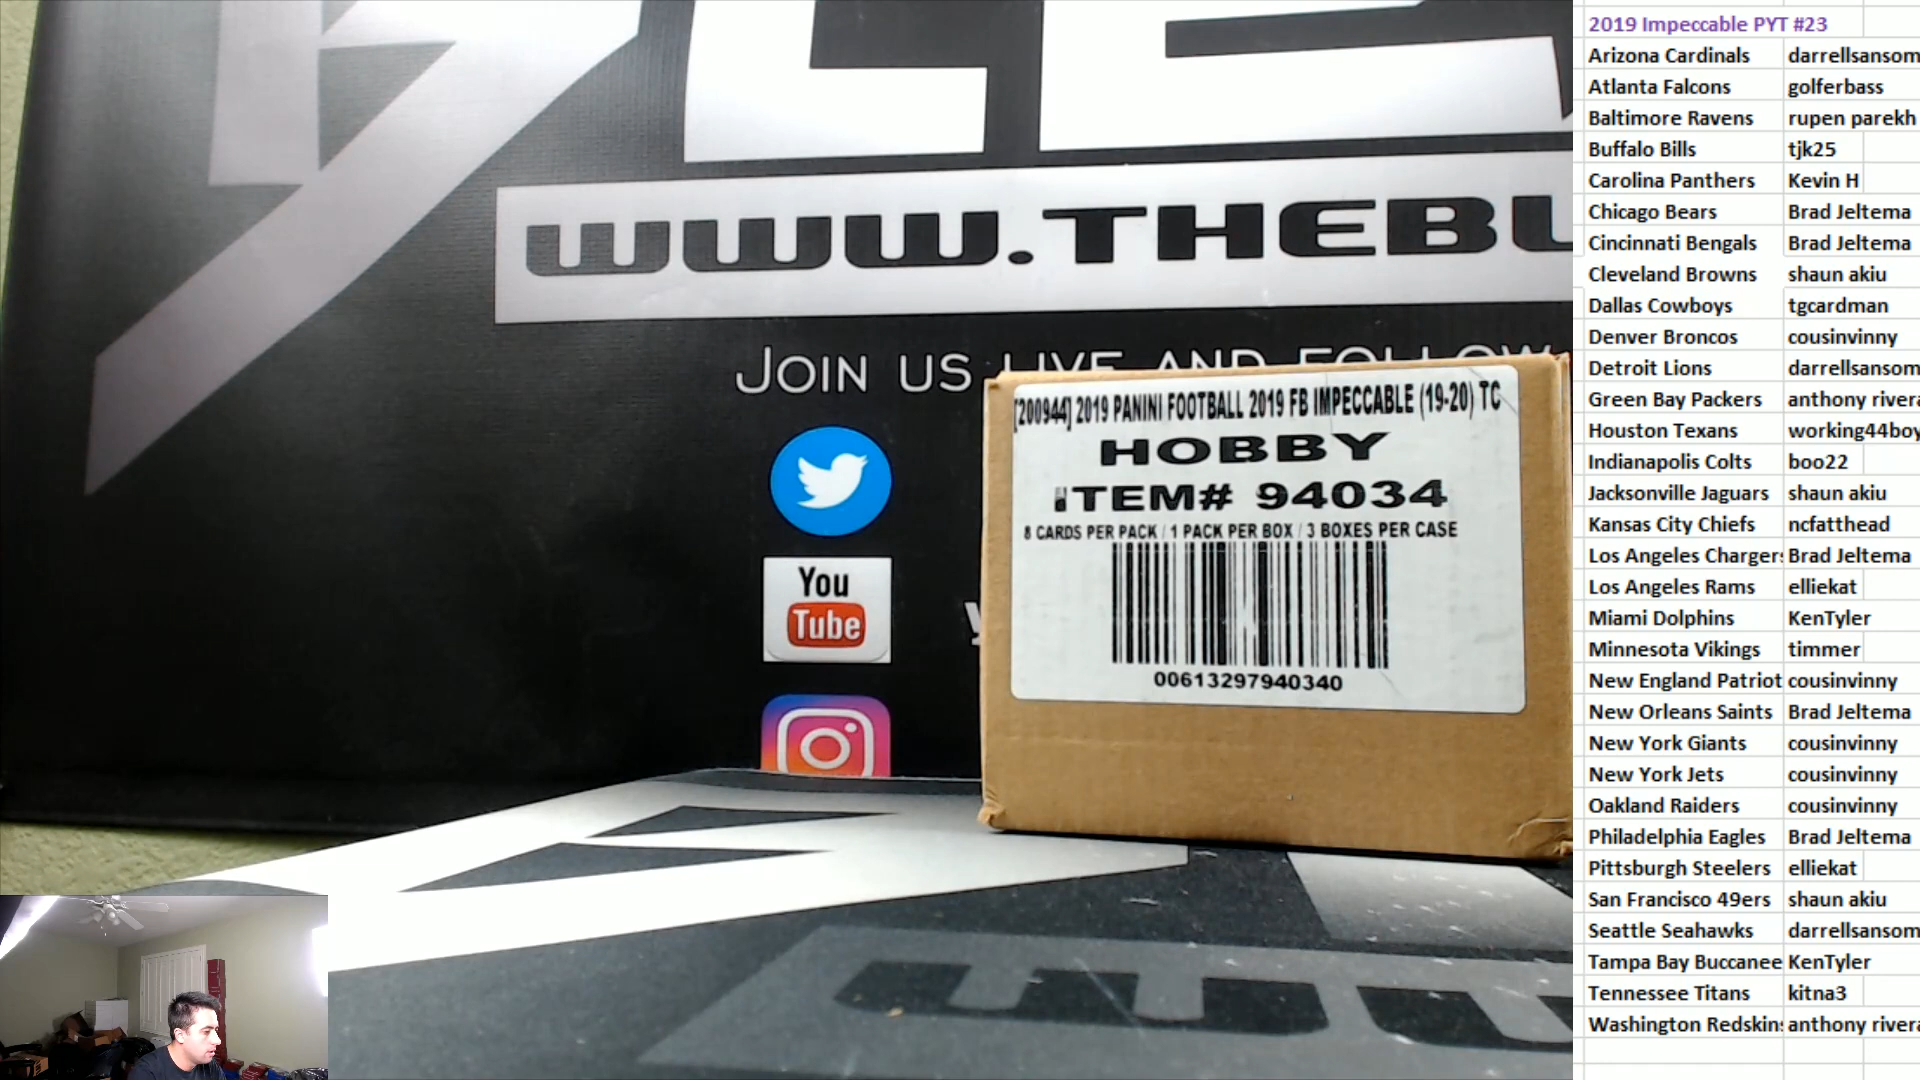 WWW.THEBU
JOIN US LIVE AND FOLLOW
You
Tube
[200944] 2019 PANINI FOOTBALL 2019 FB IMPECCABLE (19-20) TC
HOBBY
ITEM# 94034
8 CARDS PER PACK / 1 PACK PER BOX / 3 BOXES PER CASE
00613297940340
2019 Impeccable PYT #23
Arizona Cardinals darrellsansom
Atlanta Falcons golferbass
Baltimore Ravens rupen parekh
Buffalo Bills tjk25
Carolina Panthers Kevin H
Chicago Bears Brad Jeltema
Cincinnati Bengals Brad Jeltema
Cleveland Browns shaun akiu
Dallas Cowboys tgcardman
Denver Broncos cousinvinny
Detroit Lions darrellsansom
Green Bay Packers anthony rivera
Houston Texans working44boy
Indianapolis Colts boo22
Jacksonville Jaguars shaun akiu
Kansas City Chiefs ncfatthead
Los Angeles Chargers Brad Jeltema
Los Angeles Rams elliekat
Miami Dolphins KenTyler
Minnesota Vikings timmer
New England Patriot cousinvinny
New Orleans Saints Brad Jeltema
New York Giants cousinvinny
New York Jets cousinvinny
Oakland Raiders cousinvinny
Philadelphia Eagles Brad Jeltema
Pittsburgh Steelers elliekat
San Francisco 49ers shaun akiu
Seattle Seahawks darrellsansom
Tampa Bay Buccanee KenTyler
Tennessee Titans kitna3
Washington Redskins anthony rivera